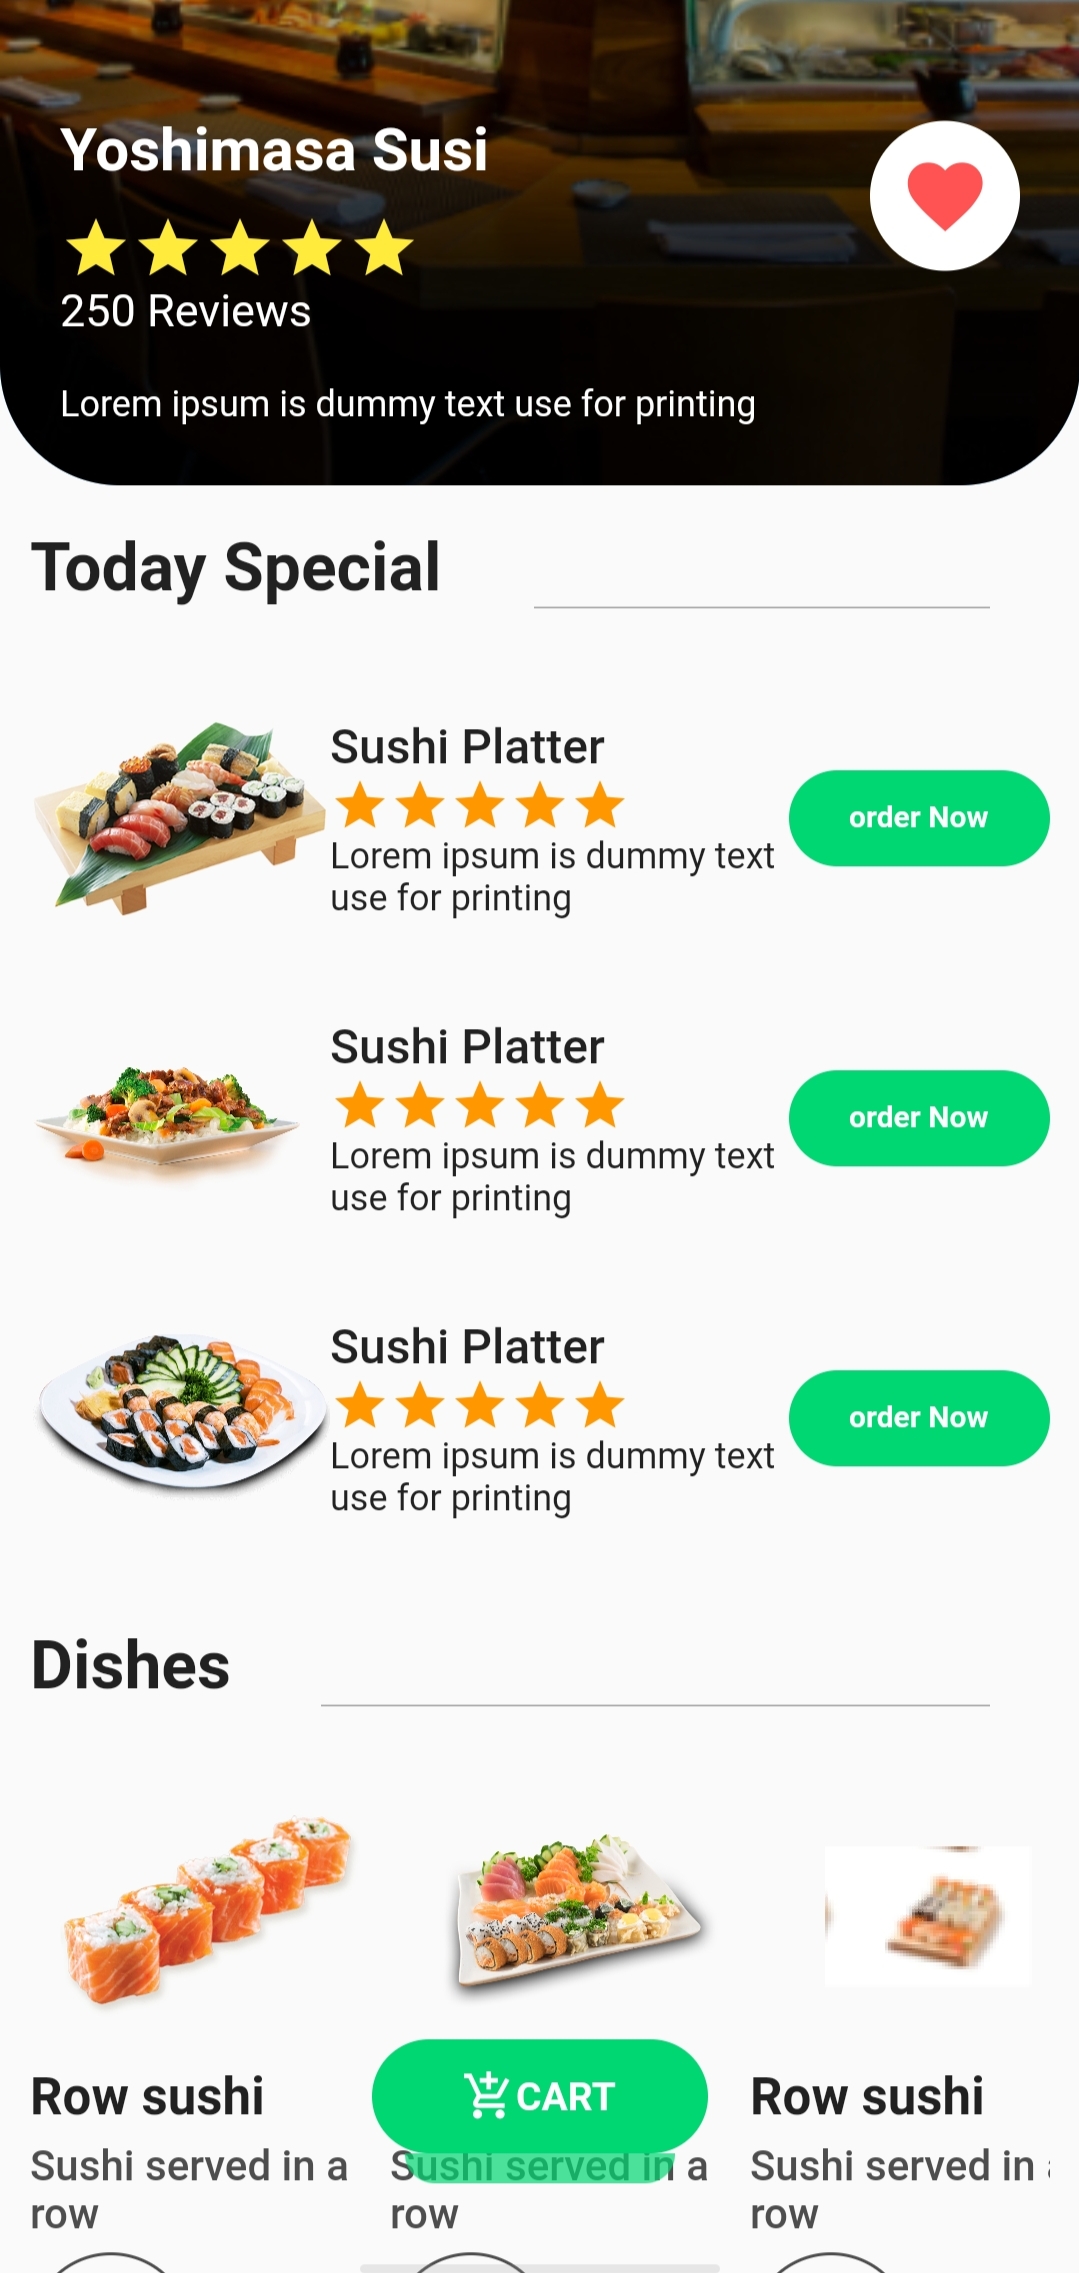 Yoshimasa Susi
250 Reviews
Lorem ipsum is dummy text use for printing
Today Special
Sushi Platter
Lorem ipsum is dummy text
use for printing
order Now
Sushi Platter
Lorem ipsum is dummy text
use for printing
order Now
Sushi Platter
Lorem ipsum is dummy text
use for printing
order Now
Dishes
Row sushi
Sushi served in a
row
CART
Sushi served in a
row
Row sushi
Sushi served in
row